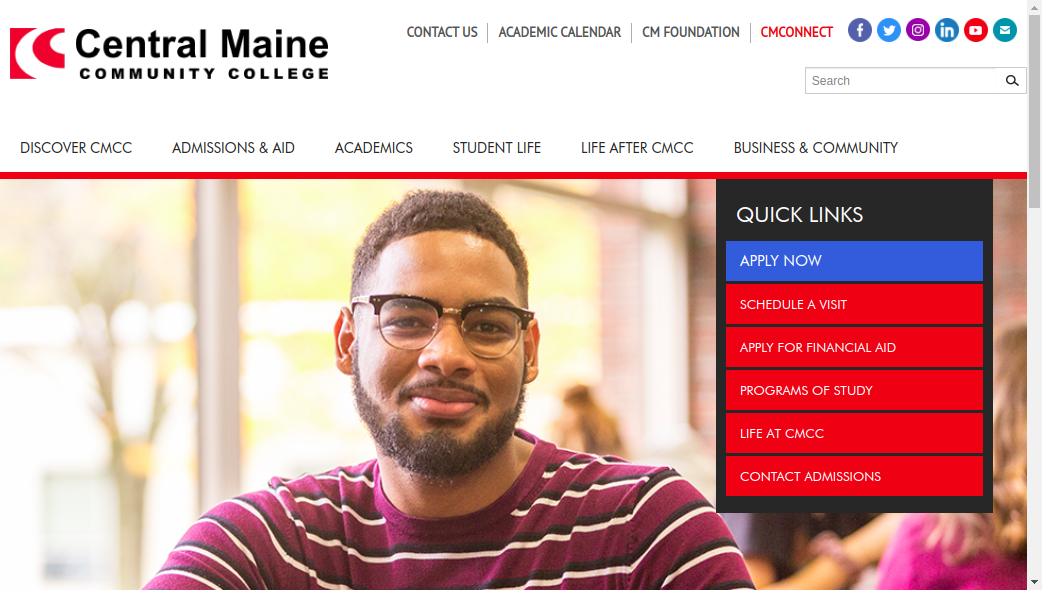 Central Maine
COMMUNITY COLLEGE
CONTACT US
ACADEMIC CALENDAR
CM FOUNDATION
CMCONNECT
Search
DISCOVER CMCC
ADMISSIONS & AID
ACADEMICS
STUDENT LIFE
LIFE AFTER CMCC
BUSINESS & COMMUNITY
QUICK LINKS
APPLY NOW
SCHEDULE A VISIT
APPLY FOR FINANCIAL AID
PROGRAMS OF STUDY
LIFE AT CMCC
CONTACT ADMISSIONS